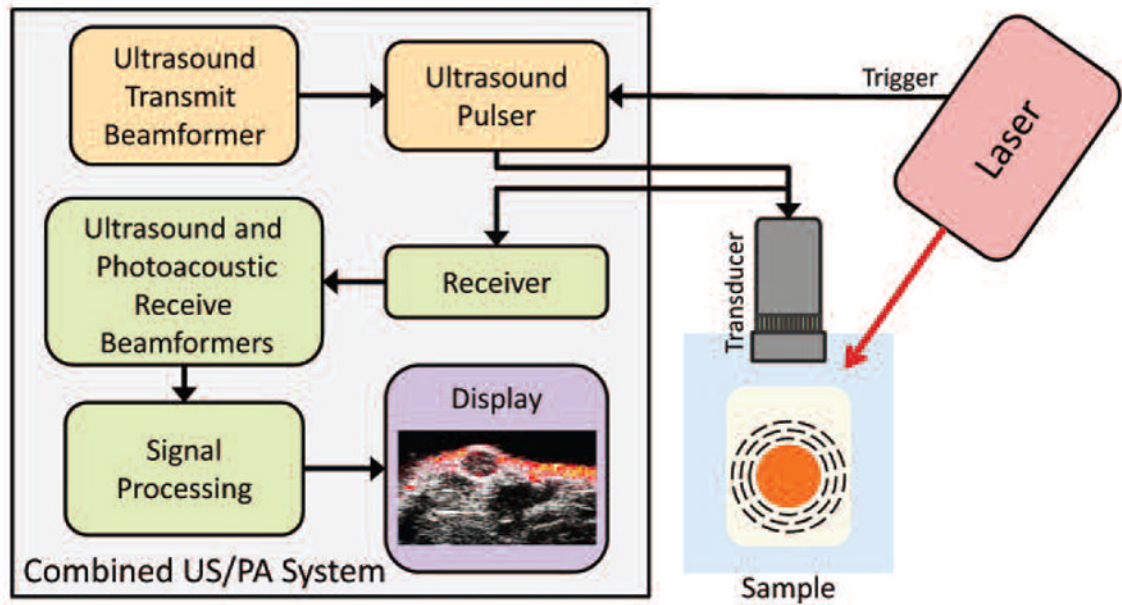 Ultrasound
Transmit
Beamformer
Ultrasound
Pulser
Trigger
Laser
Ultrasound and
Photoacoustic
Receive
Beamformers
Receiver
Transducer
Signal
Processing
Display
Combined US/PA System
Sample